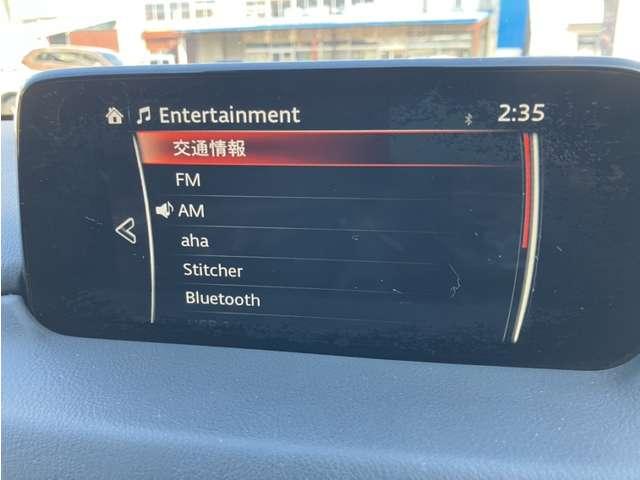 Entertainment
2:35
交通情報
FM
AM
aha
Stitcher
Bluetooth